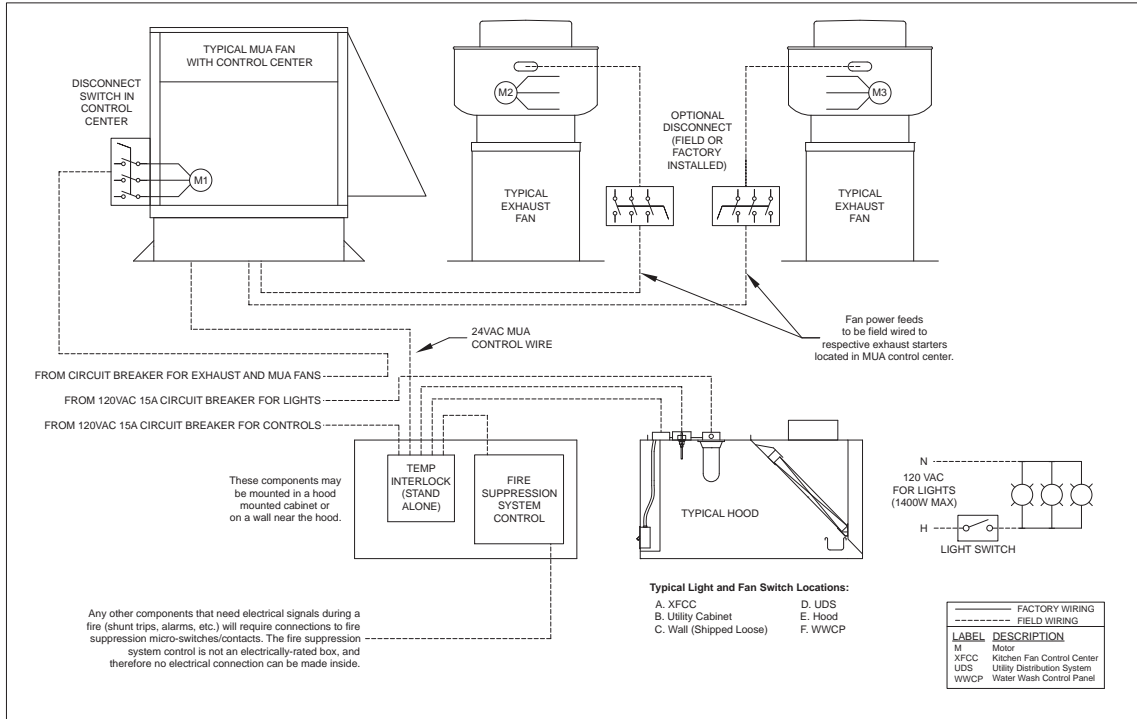 TYPICAL MUA FAN
WITH CONTROL CENTER
DISCONNECT
SWITCH IN
CONTROL
CENTER
M1
M2
TYPICAL
EXHAUST
FAN
OPTIONAL
DISCONNECT
(FIELD OR
FACTORY
INSTALLED)
M3
TYPICAL
EXHAUST
FAN
24VAC MUA
CONTROL WIRE
Fan power feeds
to be field wired to
respective exhaust starters
located in MUA control center.
FROM CIRCUIT BREAKER FOR EXHAUST AND MUA FANS
FROM 120VAC 15A CIRCUIT BREAKER FOR LIGHTS
FROM 120VAC 15A CIRCUIT BREAKER FOR CONTROLS
These components may
be mounted in a hood
mounted cabinet or
on a wall near the hood.
TEMP
INTERLOCK
(STAND
ALONE)
FIRE
SUPPRESSION
SYSTEM
CONTROL
TYPICAL HOOD
N
120 VAC
FOR LIGHTS
(1400W MAX)
H
LIGHT SWITCH
Any other components that need electrical signals during a
fire (shunt trips, alarms, etc.) will require connections to fire
suppression micro-switches/contacts. The fire suppression
system control is not an electrically-rated box, and
therefore no electrical connection can be made inside.
Typical Light and Fan Switch Locations:
A. XFCC
B. Utility Cabinet
C. Wall (Shipped Loose)
D. UDS
E. Hood
F. WWCP
FACTORY WIRING
FIELD WIRING
LABEL DESCRIPTION
M Motor
XFCC Kitchen Fan Control Center
UDS Utility Distribution System
WWCP Water Wash Control Panel